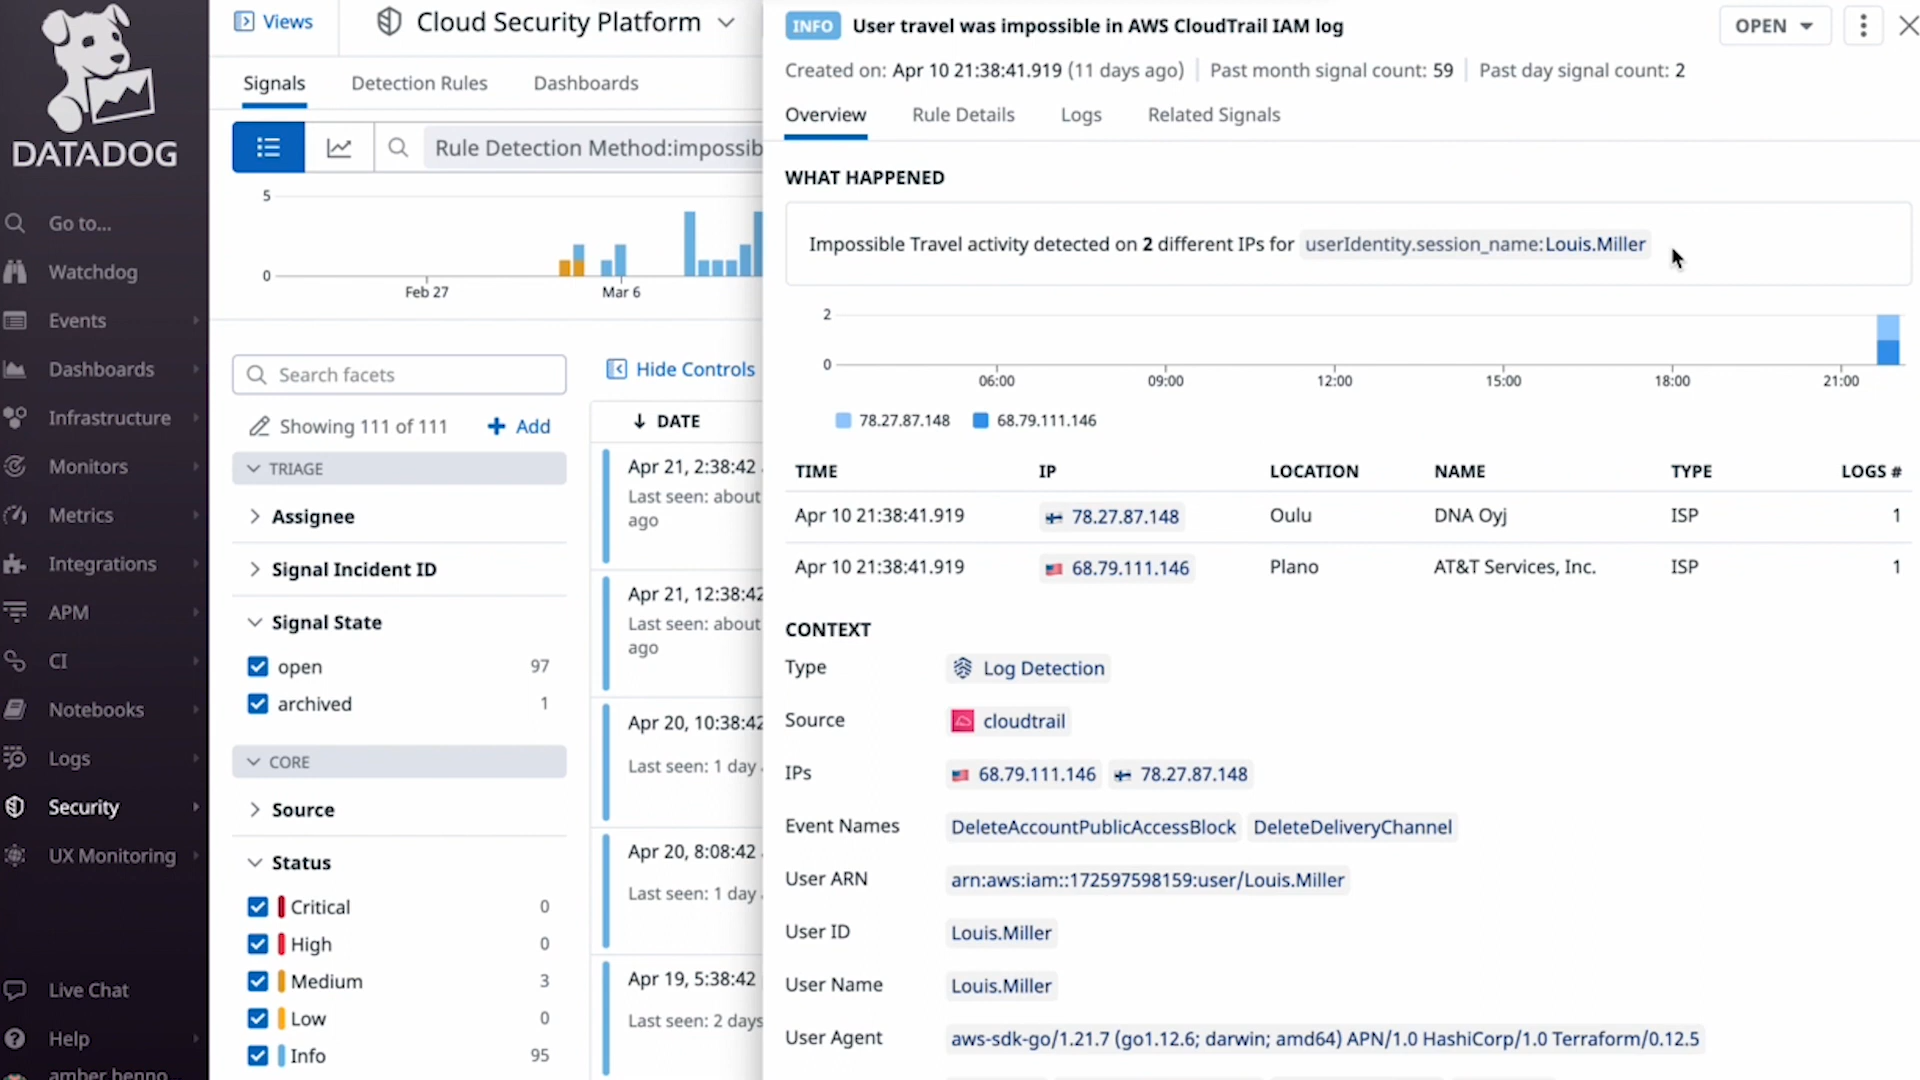 DATADOG
Go to...
Watchdog
Events
Dashboards
Infrastructure
Monitors
Metrics
Integrations
APM
CI
Notebooks
Logs
Security
UX Monitoring
Live Chat
Help
Views
Cloud Security Platform
Signals Detection Rules Dashboards
Rule Detection Method:impossib
5
0
Feb 27 Mar 6
Search facets
Showing 111 of 111 Add
TRIAGE
Assignee
Signal Incident ID
Signal State
open 97
archived 1
CORE
Source
Status
Critical 0
High 0
Medium 3
Low 0
Info 95
Hide Controls
DATE
Apr 21, 2:38:42
Last seen: about
ago
Apr 21, 12:38:42
Last seen: about
ago
Apr 20, 10:38:42
Last seen: 1 day
Apr 20, 8:08:42
Last seen: 1 day
Apr 19, 5:38:42
Last seen: 2 days
INFO User travel was impossible in AWS CloudTrail IAM log
OPEN
Created on: Apr 10 21:38:41.919 (11 days ago) Past month signal count: 59 Past day signal count: 2
Overview Rule Details Logs Related Signals
WHAT HAPPENED
Impossible Travel activity detected on 2 different IPs for userIdentity.session_name:Louis.Miller
2
0
06:00 09:00 12:00 15:00 18:00 21:00
78.27.87.148 68.79.111.146
TIME IP LOCATION NAME TYPE LOGS #
Apr 10 21:38:41.919 78.27.87.148 Oulu DNA Oyj ISP 1
Apr 10 21:38:41.919 68.79.111.146 Plano AT&T Services, Inc. ISP 1
CONTEXT
Type Log Detection
Source cloudtrail
IPs 68.79.111.146 78.27.87.148
Event Names DeleteAccountPublicAccessBlock DeleteDeliveryChannel
User ARN arn:aws:iam::172597598159:user/Louis.Miller
User ID Louis.Miller
User Name Louis.Miller
User Agent aws-sdk-go/1.21.7 (go1.12.6; darwin; amd64) APN/1.0 HashiCorp/1.0 Terraform/0.12.5